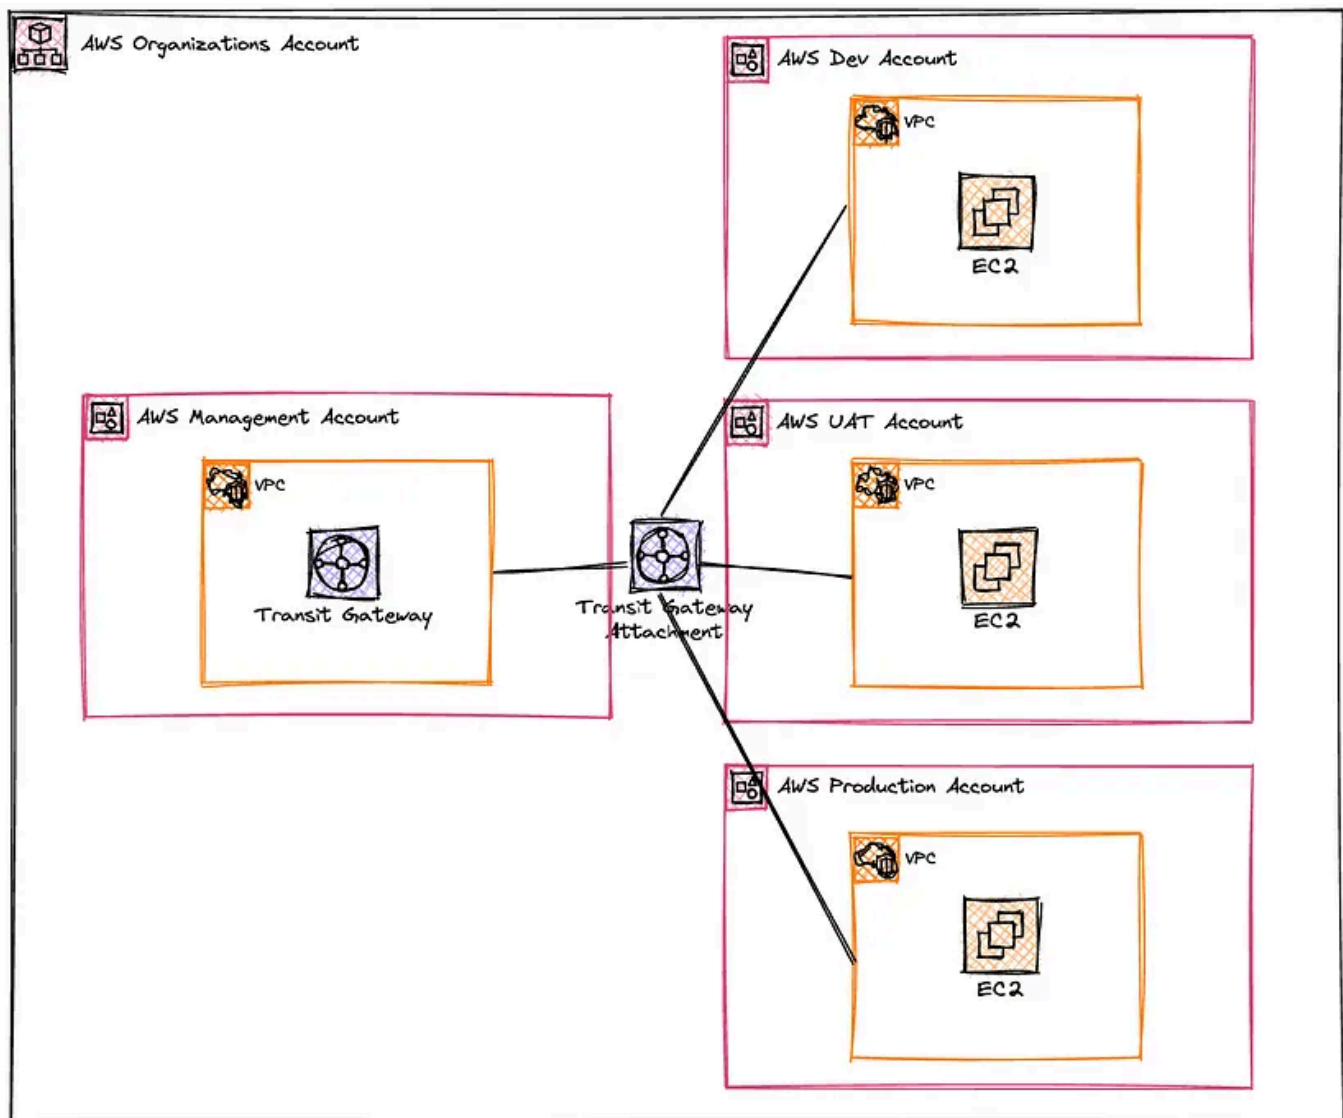 AWS Organizations Account
AWS Dev Account
VPC
EC2
AWS Management Account
VPC
Transit Gateway
Transit Gateway
Attachment
AWS UAT Account
VPC
EC2
AWS Production Account
VPC
EC2